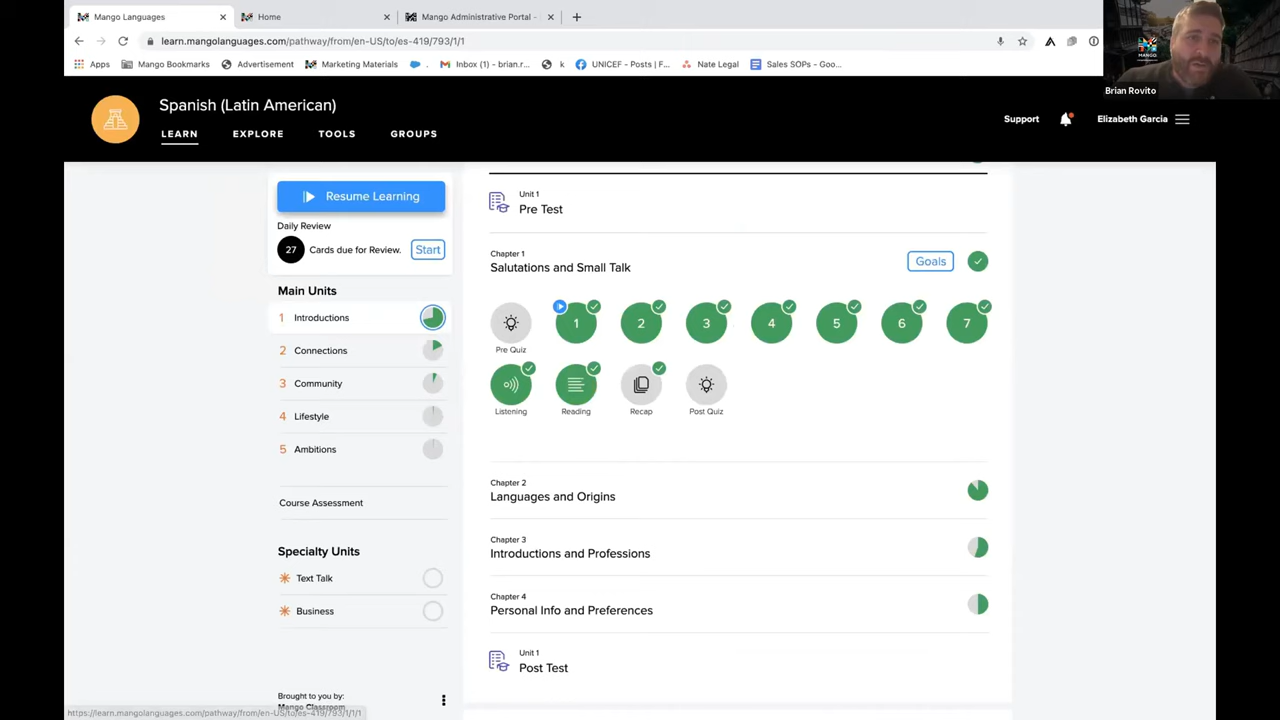 Mango Languages
Home
Mango Administrative Portal -
learn.mangolanguages.com/pathway/from/en-US/to/es-419/793/1/1
Apps
Mango Bookmarks
Advertisement
Marketing Materials
.
Inbox (1) - brian.r...
k
UNICEF - Posts | F...
Nate Legal
Sales SOPs - Goo...
MANGO
Brian Rovito
Spanish (Latin American)
LEARN
EXPLORE
TOOLS
GROUPS
Support
Elizabeth Garcia
Resume Learning
Daily Review
27
Cards due for Review.
Start
Main Units
1 Introductions
2 Connections
3 Community
4 Lifestyle
5 Ambitions
Course Assessment
Specialty Units
Text Talk
Business
Brought to you by:
Mango Classroom
Unit 1
Pre Test
Chapter 1
Salutations and Small Talk
Goals
1 2 3 4 5 6 7
Pre Quiz
Listening Reading Recap Post Quiz
Chapter 2
Languages and Origins
Chapter 3
Introductions and Professions
Chapter 4
Personal Info and Preferences
Unit 1
Post Test
https://learn.mangolanguages.com/pathway/from/en-US/to/es-419/793/1/1/1